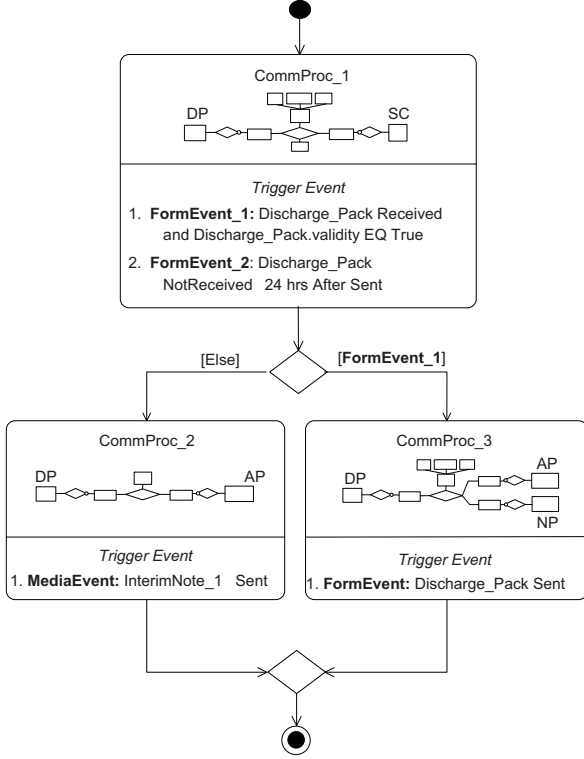 CommProc_1
DP SC
Trigger Event
1. FormEvent_1: Discharge_Pack Received
and Discharge_Pack.validity EQ True
2. FormEvent_2: Discharge_Pack
NotReceived 24 hrs After Sent
[Else] [FormEvent_1]
CommProc_2
DP AP
Trigger Event
1. MediaEvent: InterimNote_1 Sent
CommProc_3
DP AP
NP
Trigger Event
1. FormEvent: Discharge_Pack Sent